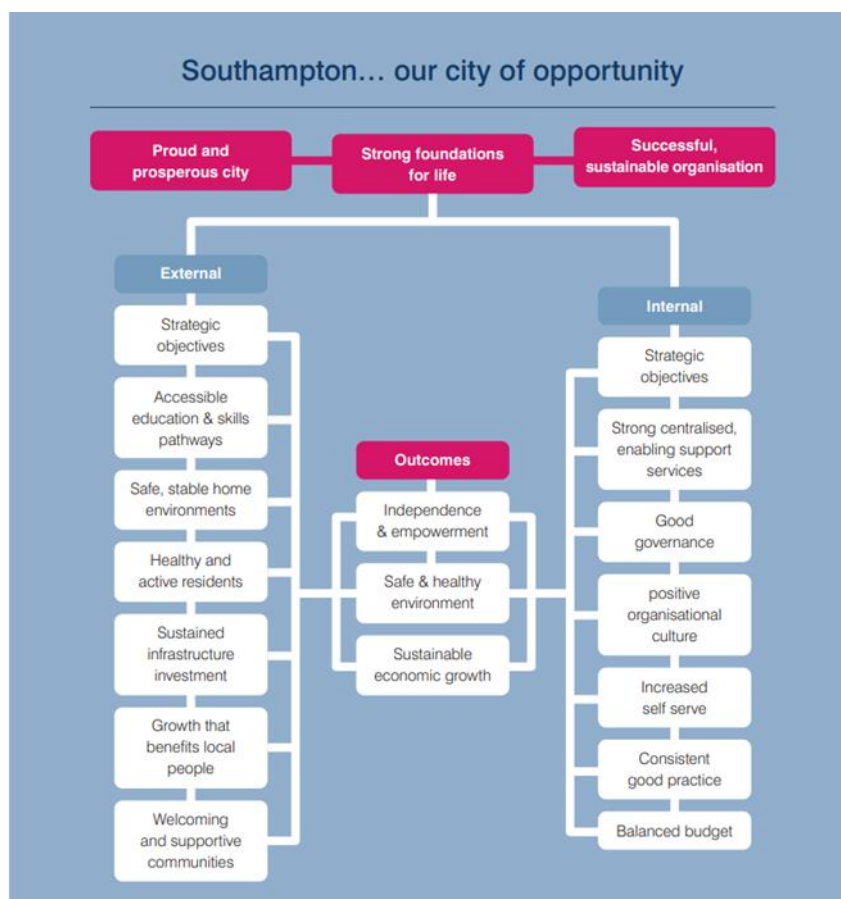 Southampton... our city of opportunity
Proud and
prosperous city
Strong foundations
for life
Successful,
sustainable organisation
External
Strategic
objectives
Accessible
education & skills
pathways
Safe, stable home
environments
Healthy and
active residents
Sustained
infrastructure
investment
Growth that
benefits local
people
Welcoming
and supportive
communities
Outcomes
Independence
& empowerment
Safe & healthy
environment
Sustainable
economic growth
Internal
Strategic
objectives
Strong centralised,
enabling support
services
Good
governance
positive
organisational
culture
Increased
self serve
Consistent
good practice
Balanced budget